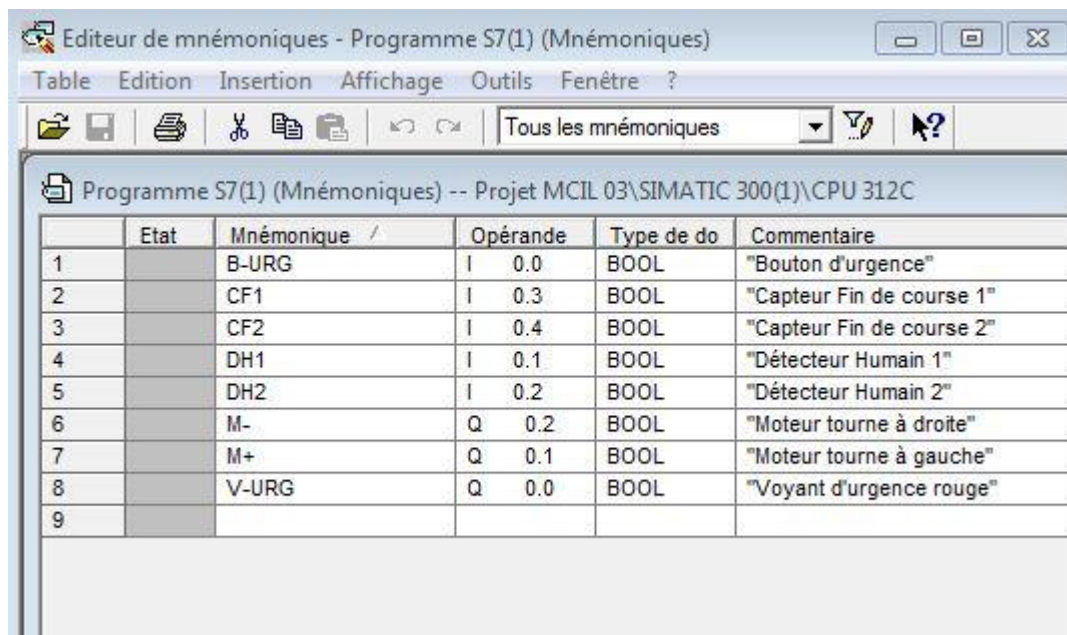 Editeur de mnémoniques - Programme S7(1) (Mnémoniques)
Table Edition Insertion Affichage Outils Fenêtre ?
Tous les mnémoniques
Programme S7(1) (Mnémoniques) -- Projet MCIL 03\SIMATIC 300(1)\CPU 312C
Etat Mnémonique / Opérande Type de do Commentaire
1 B-URG I 0.0 BOOL "Bouton d'urgence"
2 CF1 I 0.3 BOOL "Capteur Fin de course 1"
3 CF2 I 0.4 BOOL "Capteur Fin de course 2"
4 DH1 I 0.1 BOOL "Détecteur Humain 1"
5 DH2 I 0.2 BOOL "Détecteur Humain 2"
6 M- Q 0.2 BOOL "Moteur tourne à droite"
7 M+ Q 0.1 BOOL "Moteur tourne à gauche"
8 V-URG Q 0.0 BOOL "Voyant d'urgence rouge"
9